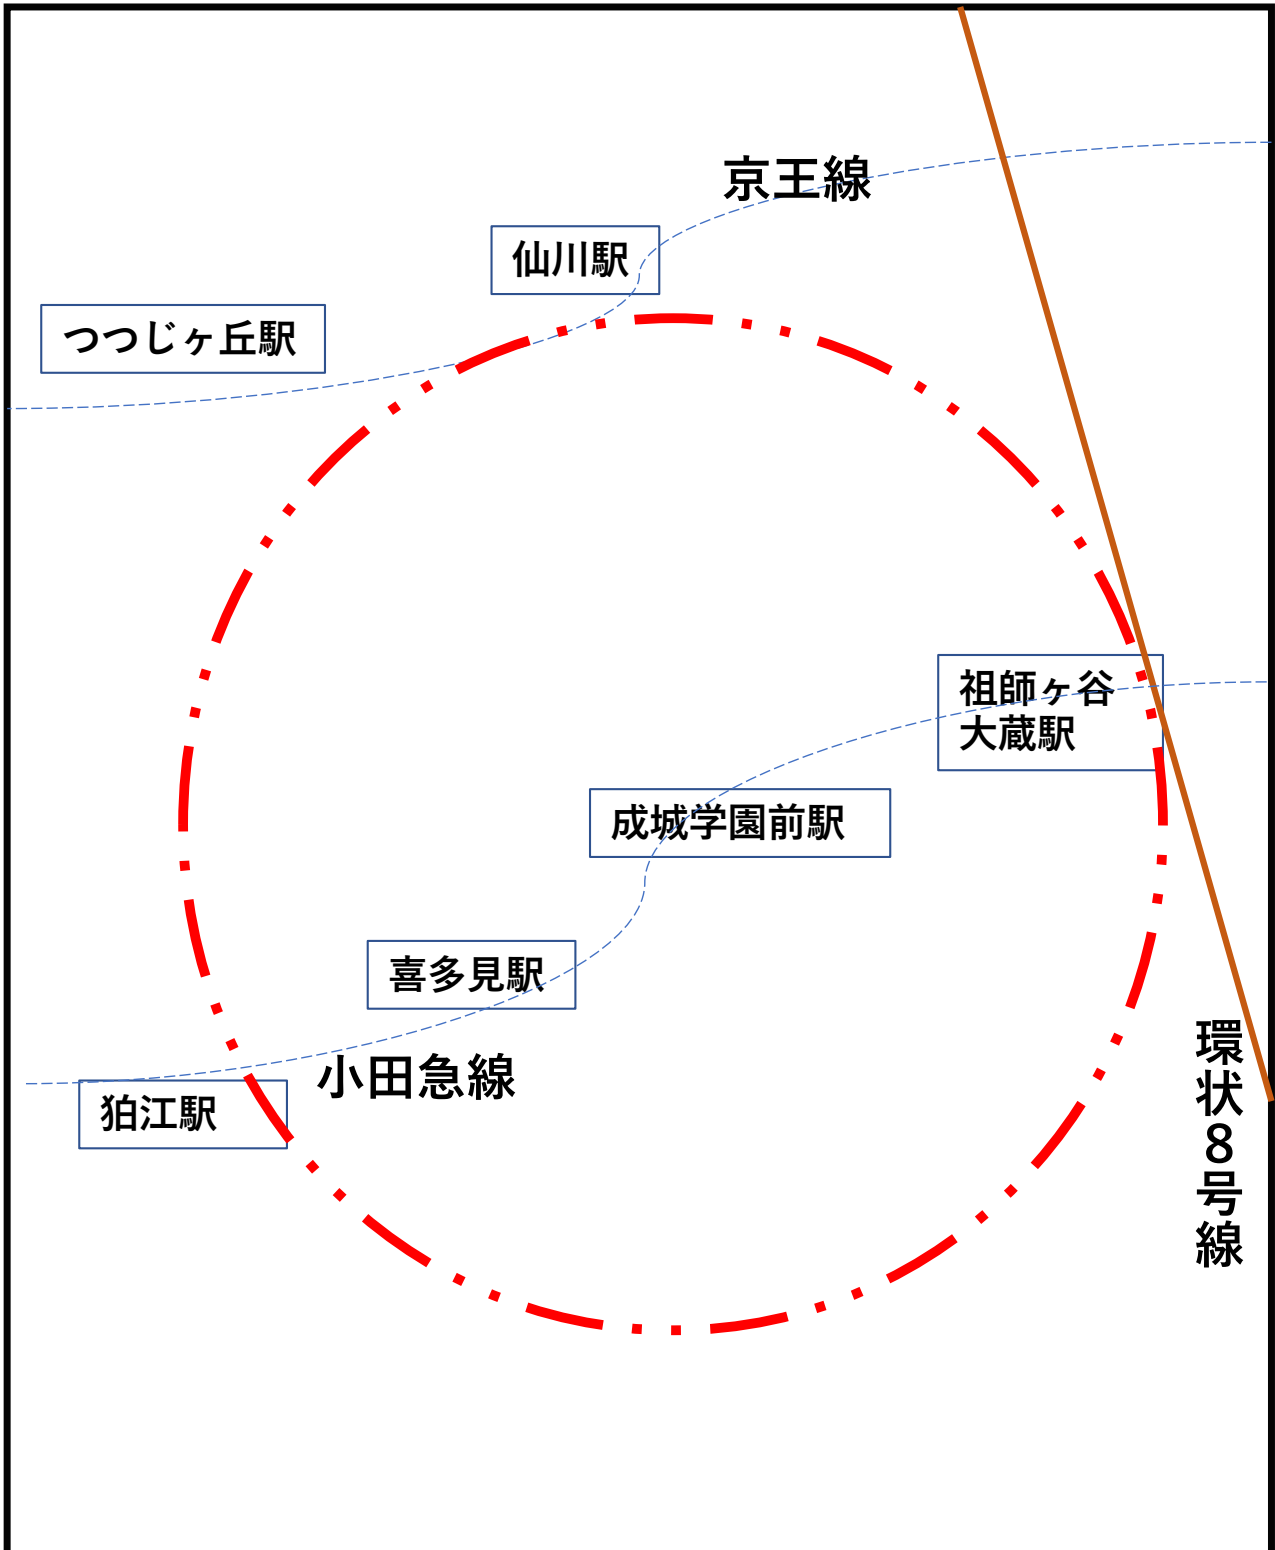 京王線
仙川駅
つつじヶ丘駅
祖師ヶ谷
大蔵駅
成城学園前駅
喜多見駅
小田急線
狛江駅
環状８号線